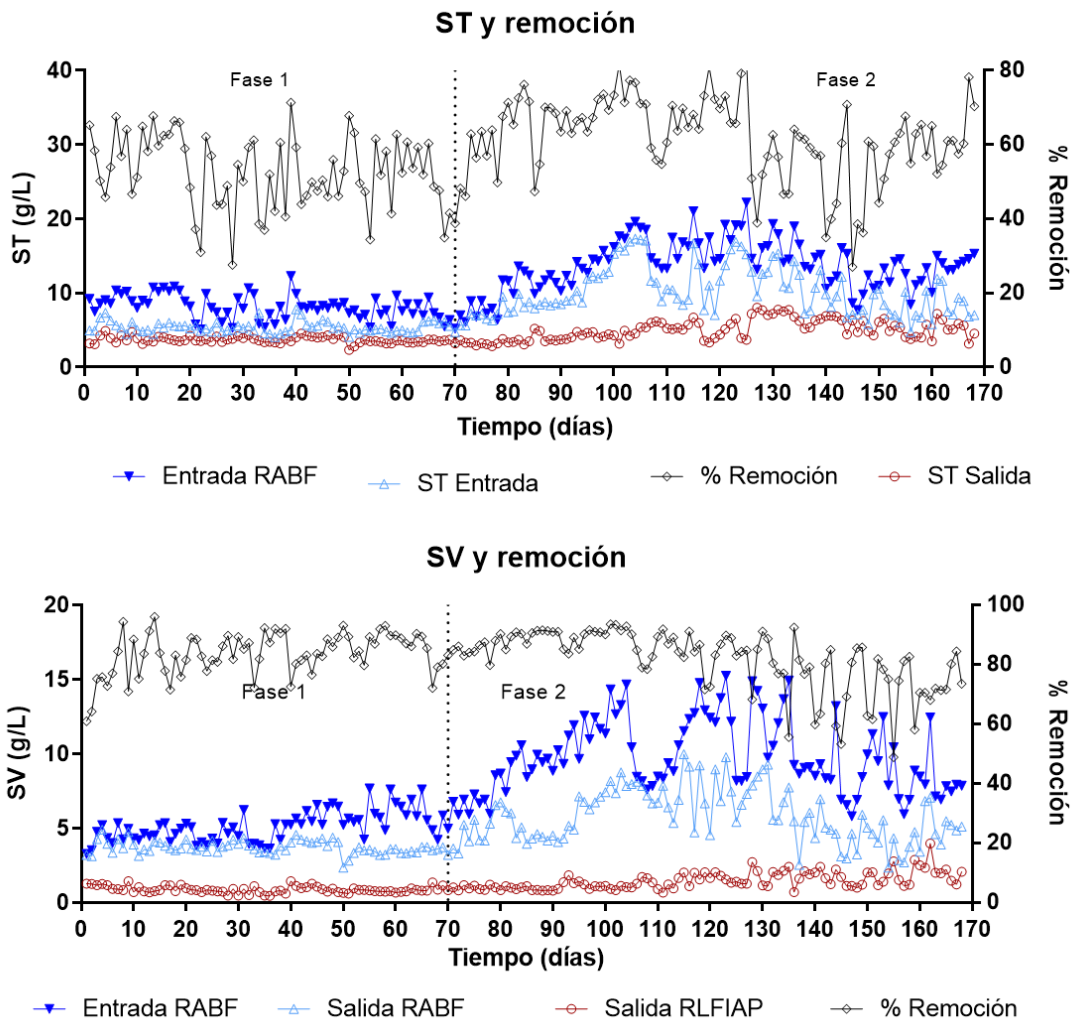 ST y remoción
Fase 1
Fase 2
40
30
20
10
0
ST (g/L)
80
60
40
20
0
% Remoción
0 10 20 30 40 50 60 70 80 90 100 110 120 130 140 150 160 170
Tiempo (días)
Entrada RABF ST Entrada % Remoción ST Salida
SV y remoción
Fase 1
Fase 2
20
15
10
5
0
SV (g/L)
100
80
60
40
20
0
% Remoción
0 10 20 30 40 50 60 70 80 90 100 110 120 130 140 150 160 170
Tiempo (días)
Entrada RABF Salida RABF Salida RLFIAP % Remoción